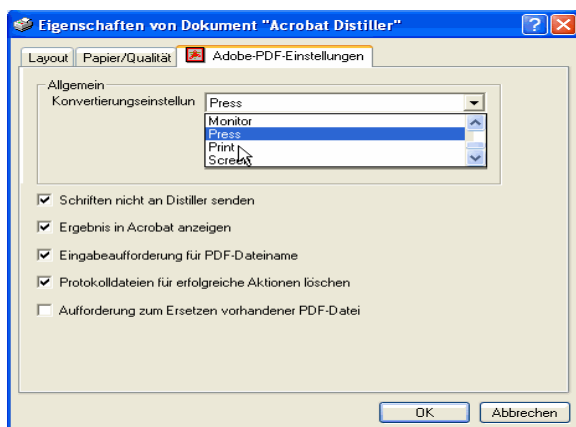 Eigenschaften von Dokument "Acrobat Distiller"
Layout Papier/Qualität Adobe-PDF-Einstellungen
Allgemein
Konvertierungseinstellun Press
Monitor
Press
Print
Screen
Schriften nicht an Distiller senden
Ergebnis in Acrobat anzeigen
Eingabeaufforderung für PDF-Dateiname
Protokolldateien für erfolgreiche Aktionen löschen
Aufforderung zum Ersetzen vorhandener PDF-Datei
OK Abbrechen